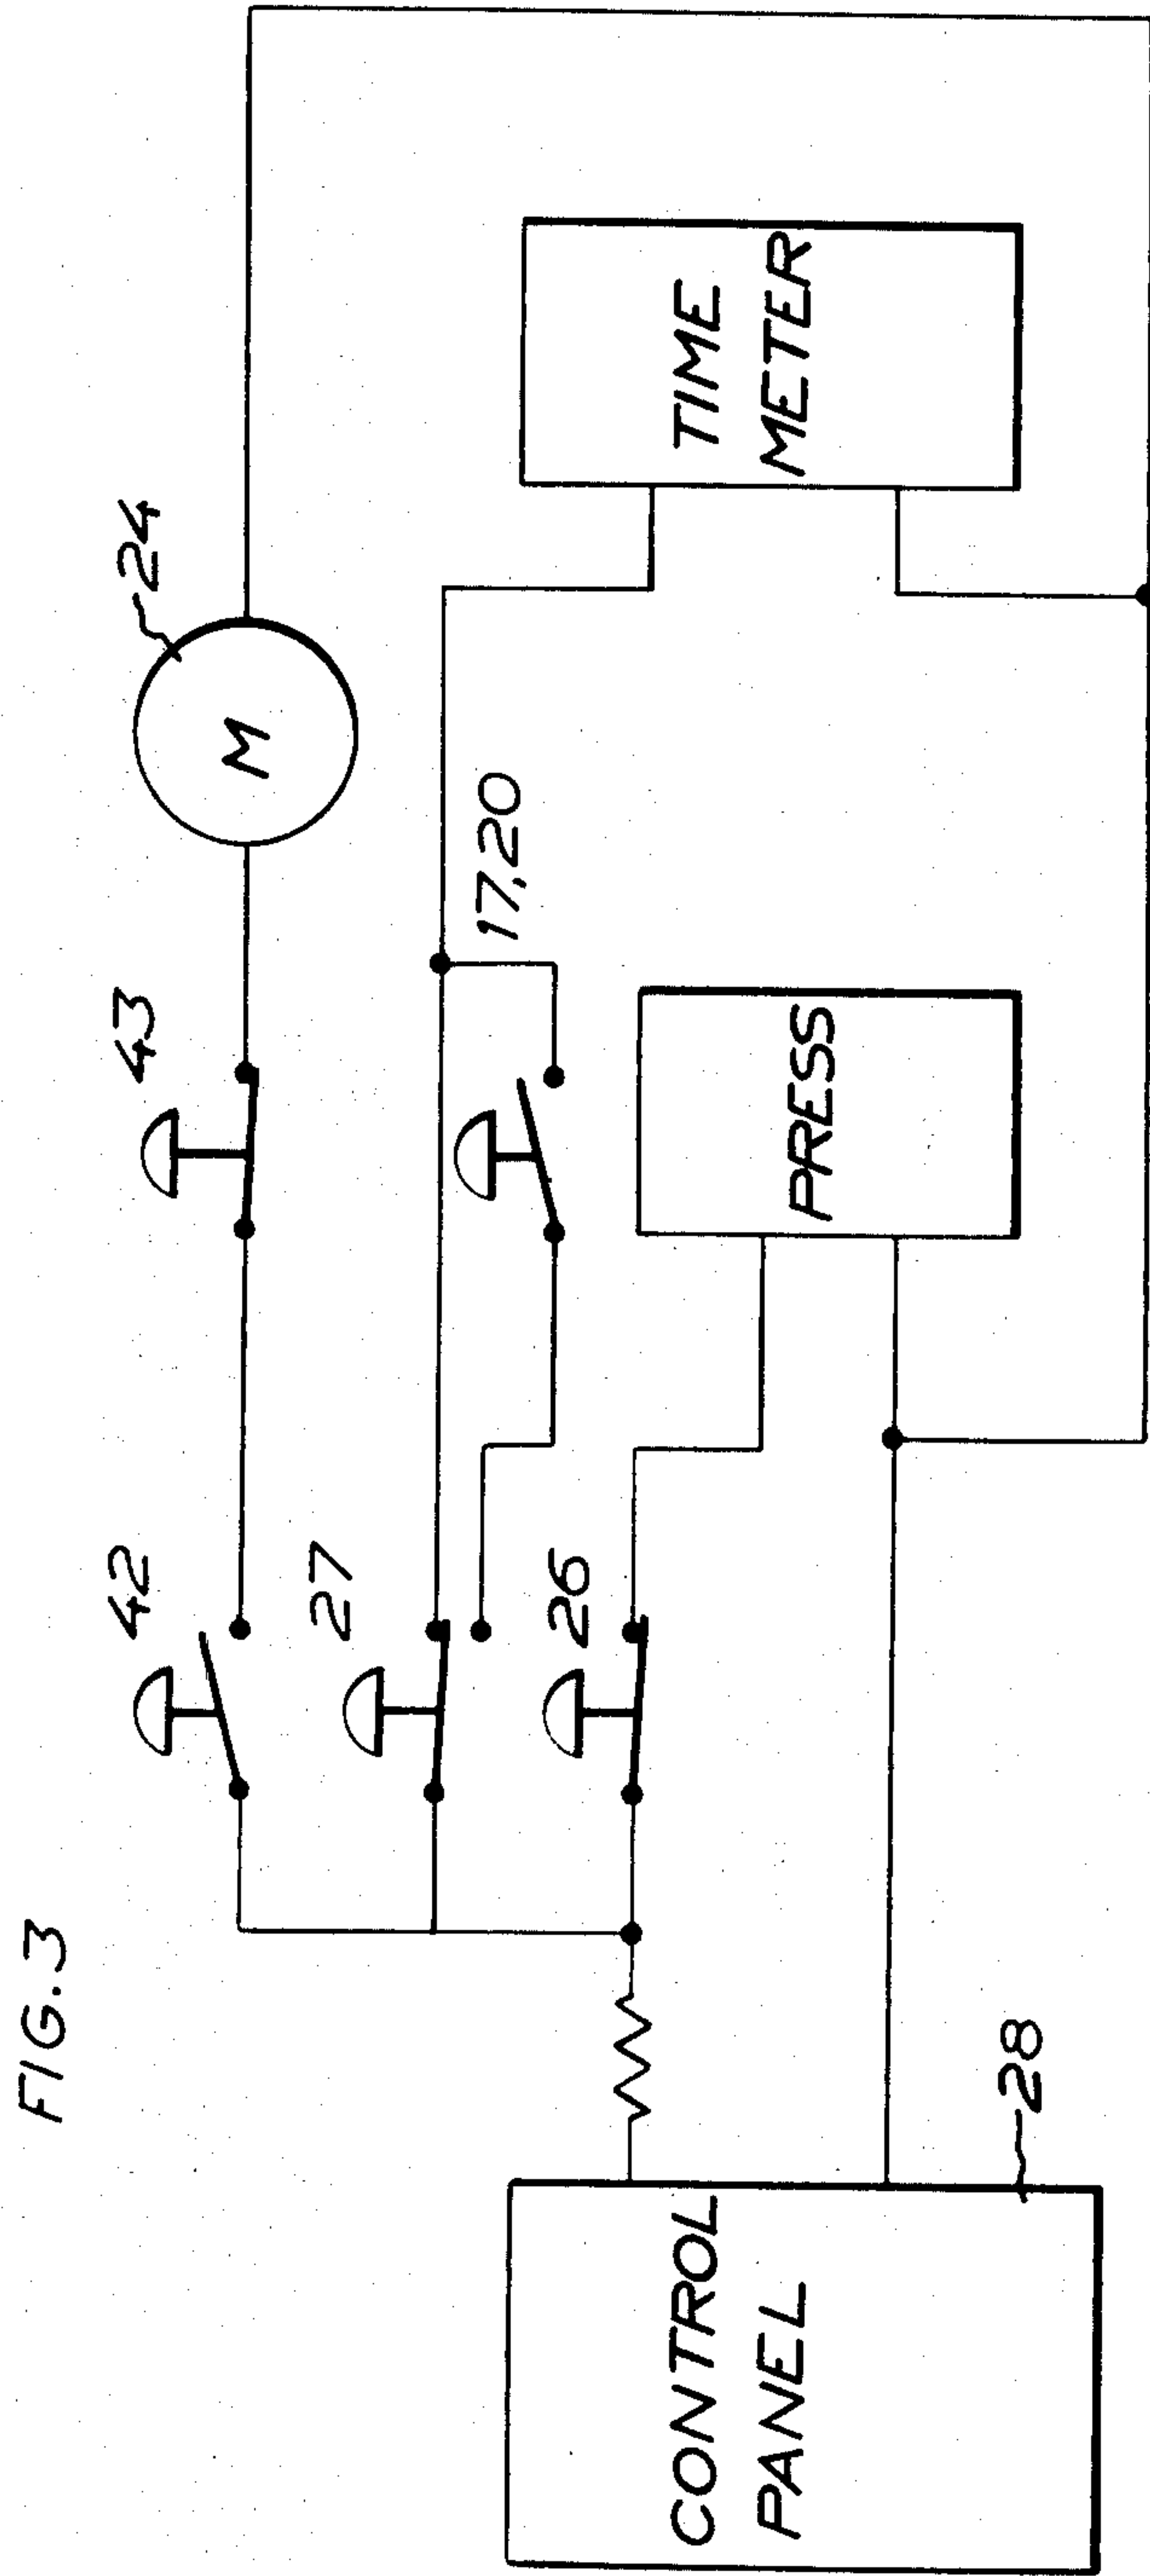 FIG. 3
42
43
24
27
17,20
26
TIME
METER
PRESS
M
CONTROL
PANEL
28